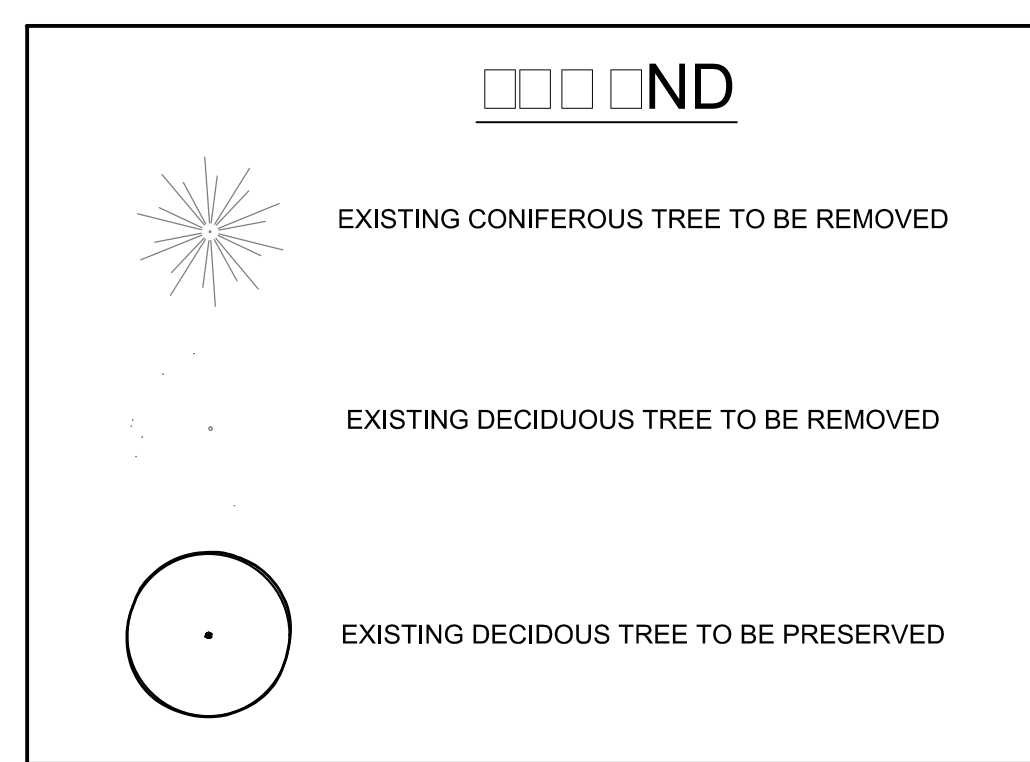 □□□ □ND
EXISTING CONIFEROUS TREE TO BE REMOVED
EXISTING DECIDUOUS TREE TO BE REMOVED
EXISTING DECIDOUS TREE TO BE PRESERVED